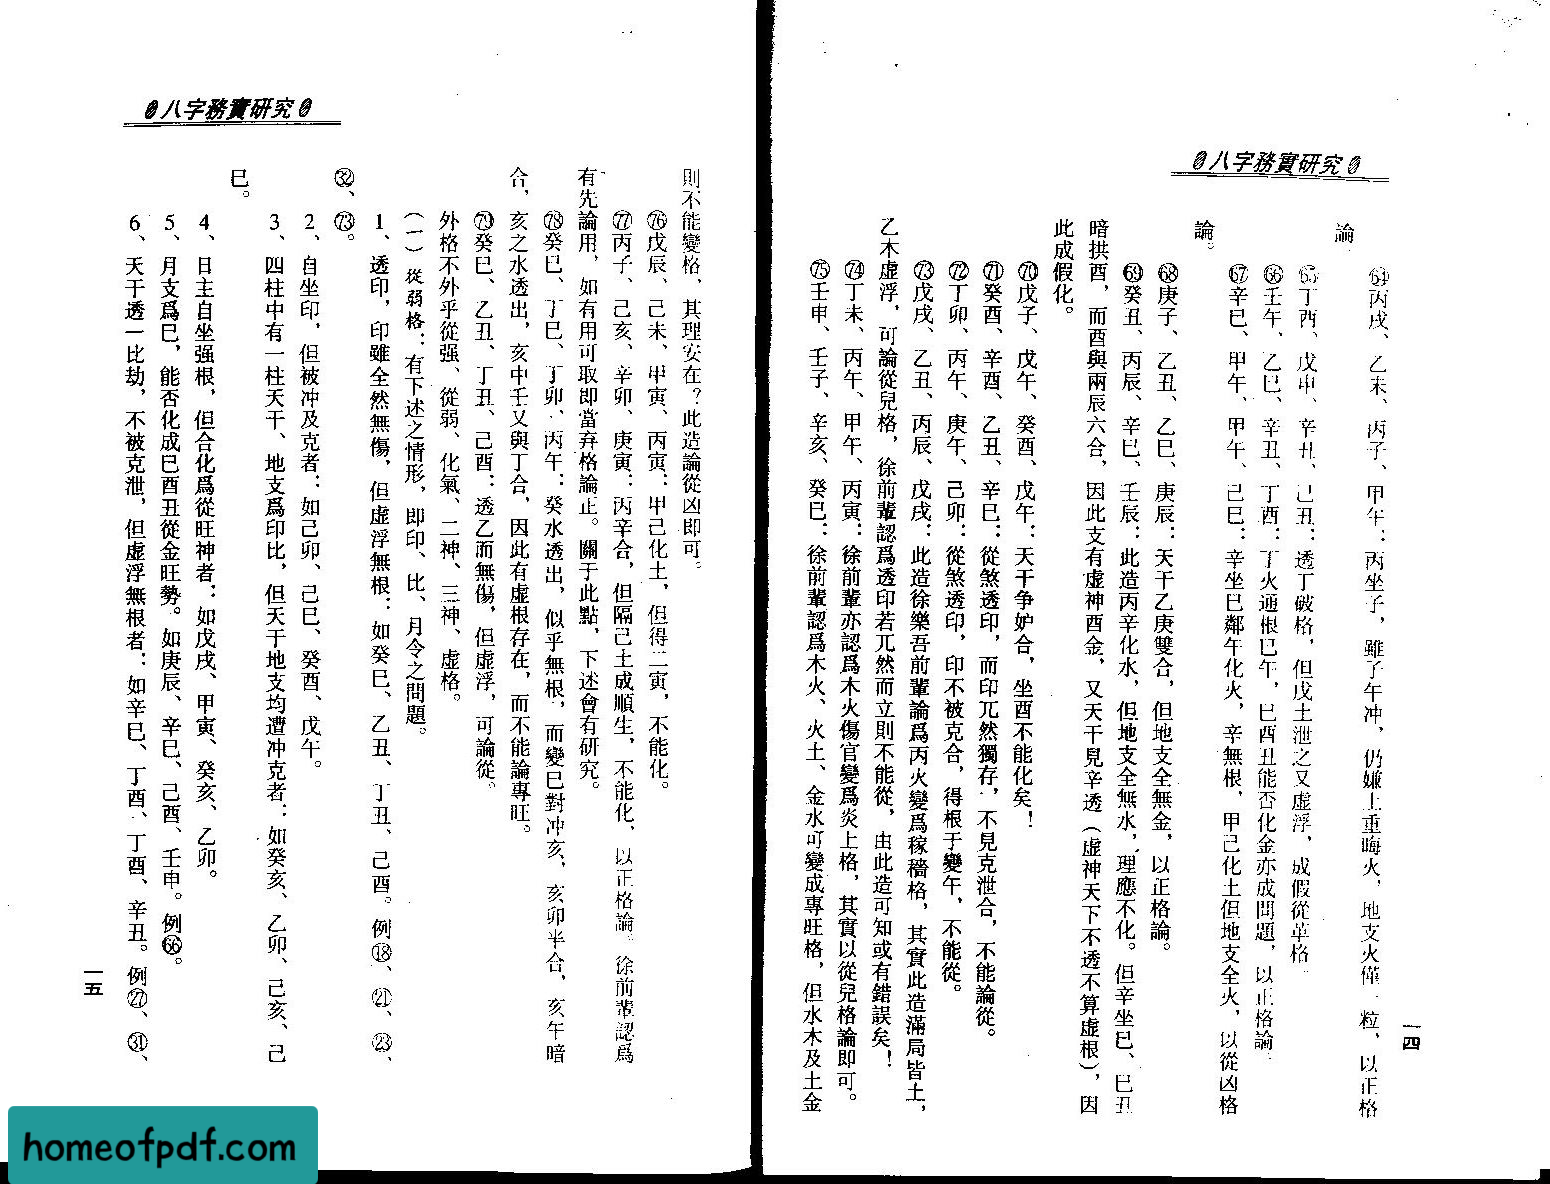 八字務實研究
64丙戌、乙未、丙子、甲午：丙坐子，雖子午冲，仍嫌土重晦火，地支火僅一粒，以正格
論。
65丁酉、戊申、辛丑、己丑：透丁破格，但戊土泄之又虚浮，成假從革格。
66壬午、乙巳、辛丑、丁酉：丁火通根巳午，巳酉丑能否化金亦成問題，以正格論。
67辛巳、甲午、甲午、己巳：辛坐巳鄰午化火，辛無根，甲己化土但地支全火，以從凶格
論。
68庚子、乙丑、乙巳、庚辰：天干乙庚雙合，但地支全無金，以正格論。
69癸丑、丙辰、辛巳、壬辰：此造丙辛化水，但地支全無水，理應不化。但辛坐巳、巳丑
暗拱酉，而酉與兩辰六合，因此支有虚神酉金，又天干見辛透（虚神天下不透不算虚根），因
此成假化。
70戊子、戊午、癸酉、戊午：天干争妒合，坐酉不能化矣！
71癸酉、辛酉、乙丑、辛巳：從煞透印，而印兀然獨存，不見克泄合，不能論從。
72丁卯、丙午、庚午、己卯：從煞透印，印不被克合，得根于變午，不能從。
73戊戌、乙丑、丙辰、戊戌：此造徐樂吾前輩論爲丙火變爲稼穡格，其實此造滿局皆土，
乙木虚浮，可論從兒格，徐前輩認爲透印若兀然而立則不能從，由此造可知或有錯誤矣！
74丁未、丙午、甲午、丙寅：徐前輩亦認爲木火傷官變爲炎上格，其實以從兒格論即可。
75壬申、壬子、辛亥、癸巳：徐前輩認爲木火、火土、金水可變成專旺格，但水木及土金
一四
八字務實研究
則不能變格，其理安在？此造論從凶即可。
76戊辰、己未、甲寅、丙寅：甲己化土，但得二寅，不能化。
77丙子、己亥、辛卯、庚寅：丙辛合，但隔己土成順生，不能化，以正格論。徐前輩認爲
有先論用，如有用可取即當弃格論正。關于此點，下述會有研究。
78癸巳、丁巳、丁卯、丙午：癸水透出，似乎無根，而變巳對冲亥，亥卯半合，亥午暗
合，亥之水透出，亥中壬又與丁合，因此有虚根存在，而不能論專旺。
79癸巳、乙丑、丁丑、己酉：透乙而無傷，但虚浮，可論從。
外格不外乎從强、從弱、化氣、二神、三神、虚格。
（一）從弱格：有下述之情形，即印、比、月令之問題。
1、透印，印雖全然無傷，但虚浮無根：如癸巳、乙丑、丁丑、己酉。例⑱、㉑、㉓、
㉜、73。
2、自坐印，但被冲及克者：如己卯、己巳、癸酉、戊午。
3、四柱中有一柱天干、地支爲印比，但天干地支均遭冲克者：如癸亥、乙卯、己亥、己
巳。
4、日主自坐强根，但合化爲從旺神者：如戊戌、甲寅、癸亥、乙卯。
5、月支爲巳，能否化成巳酉丑從金旺勢。如庚辰、辛巳、己酉、壬申。例66。
6、天干透一比劫，不被克泄，但虚浮無根者：如辛巳、丁酉、丁酉、辛丑。例㉗、㉛、
一五
homeofpdf.com